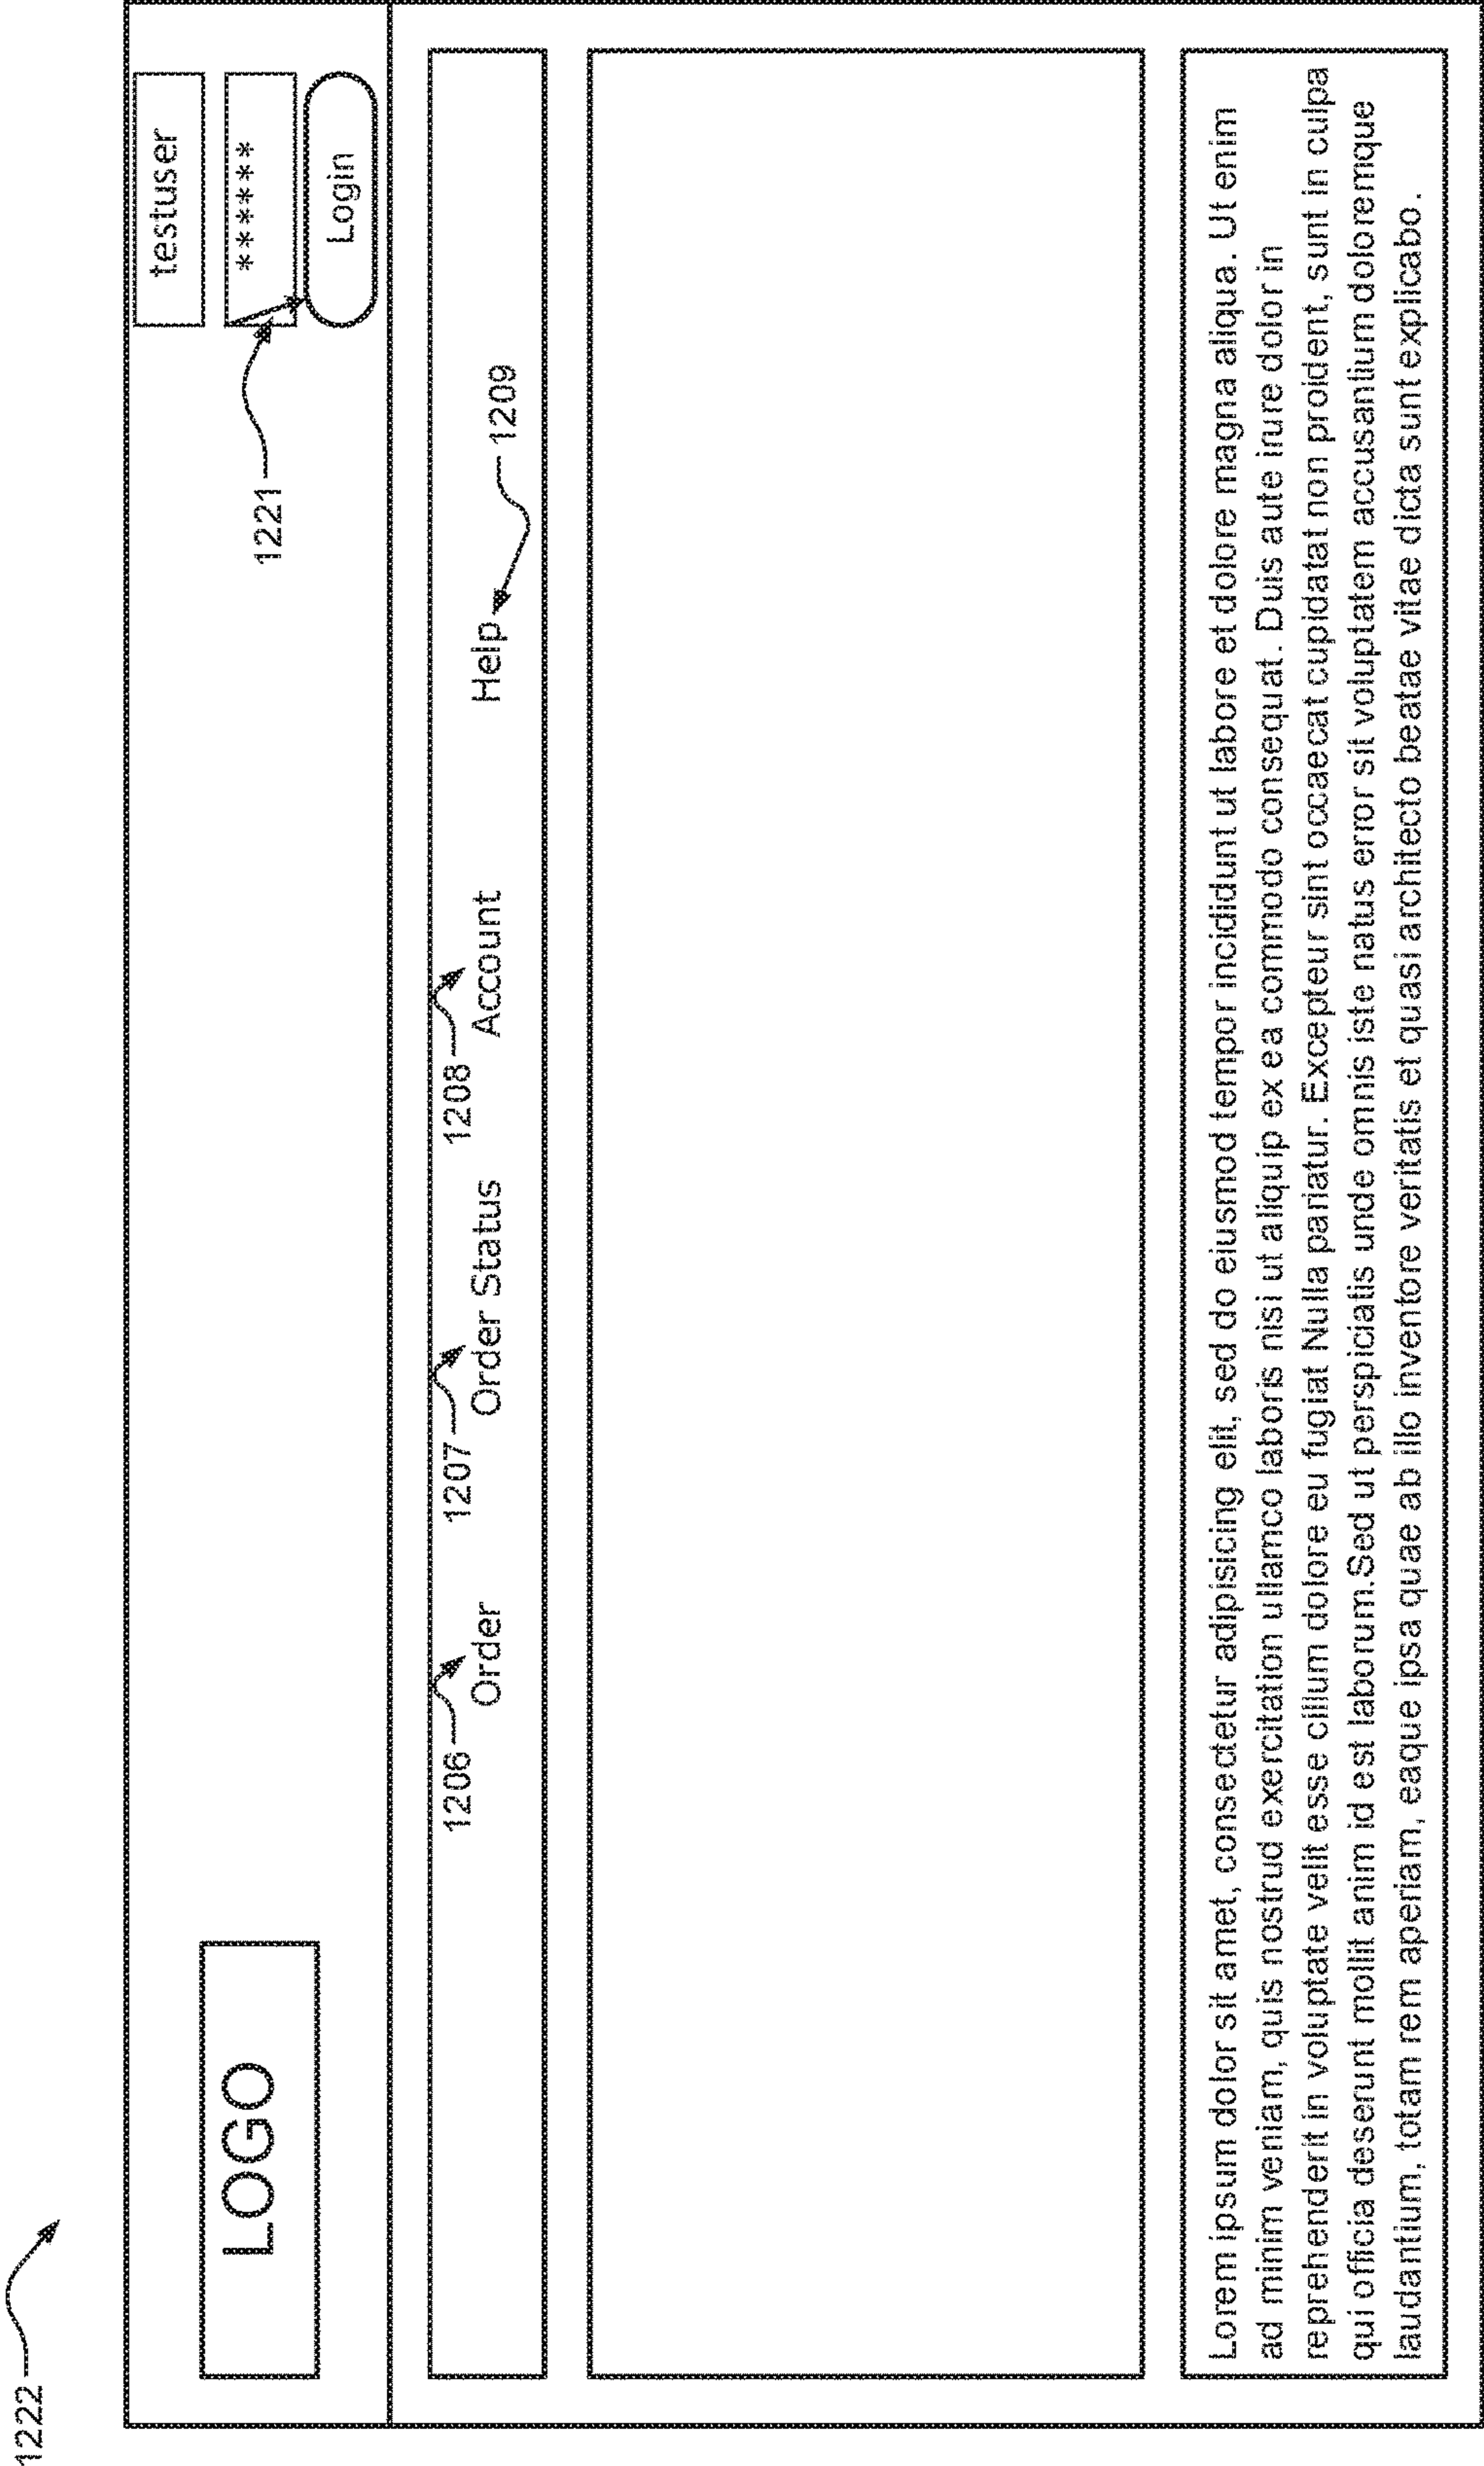 1222
LOGO
testuser
******
1221
Login
1206
1207
1208
Order
Order Status
Account
Help
1209
Lorem ipsum dolor sit amet, consectetur adipisicing elit, sed do eiusmod tempor incididunt ut labore et dolore magna aliqua. Ut enim
ad minim veniam, quis nostrud exercitation ullamco laboris nisi ut aliquip ex ea commodo consequat. Duis aute irure dolor in
reprehenderit in voluptate velit esse cillum dolore eu fugiat Nulla pariatur. Excepteur sint occaecat cupidatat non proident, sunt in culpa
qui officia deserunt mollit anim id est laborum.Sed ut perspiciatis unde omnis iste natus error sit voluptatem accusantium doloremque
laudantium, totam rem aperiam, eaque ipsa quae ab illo inventore veritatis et quasi architecto beatae vitae dicta sunt explicabo.